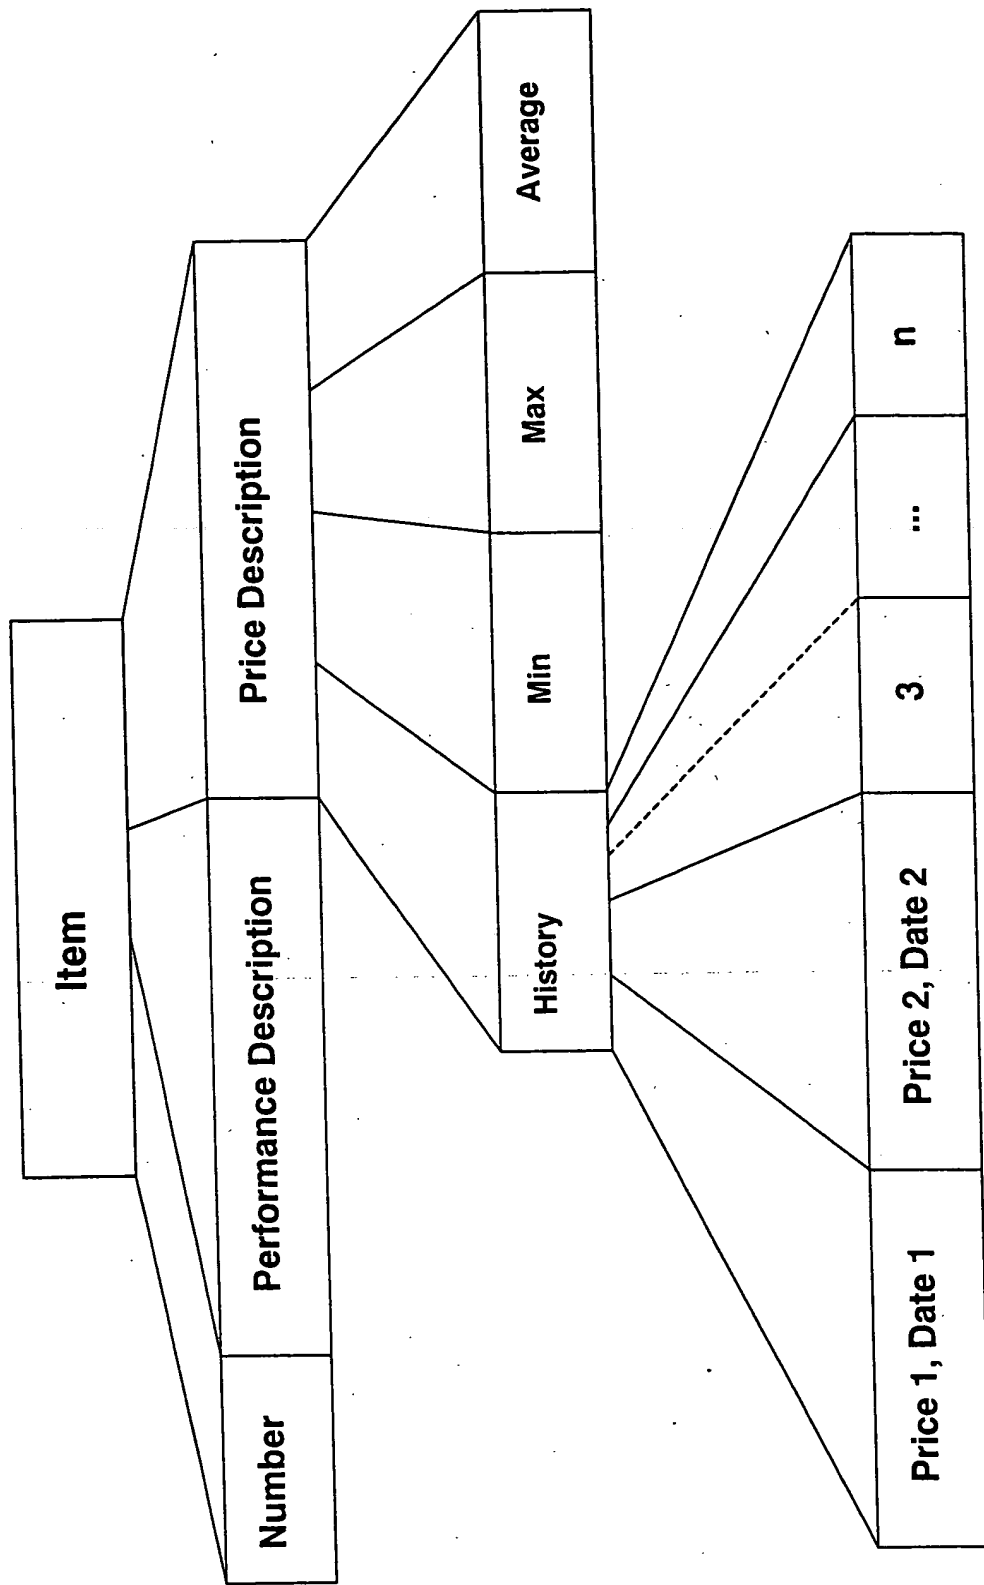 Item
Number
Performance Description
Price Description
History
Min
Max
Average
Price 1, Date 1
Price 2, Date 2
3
...
n